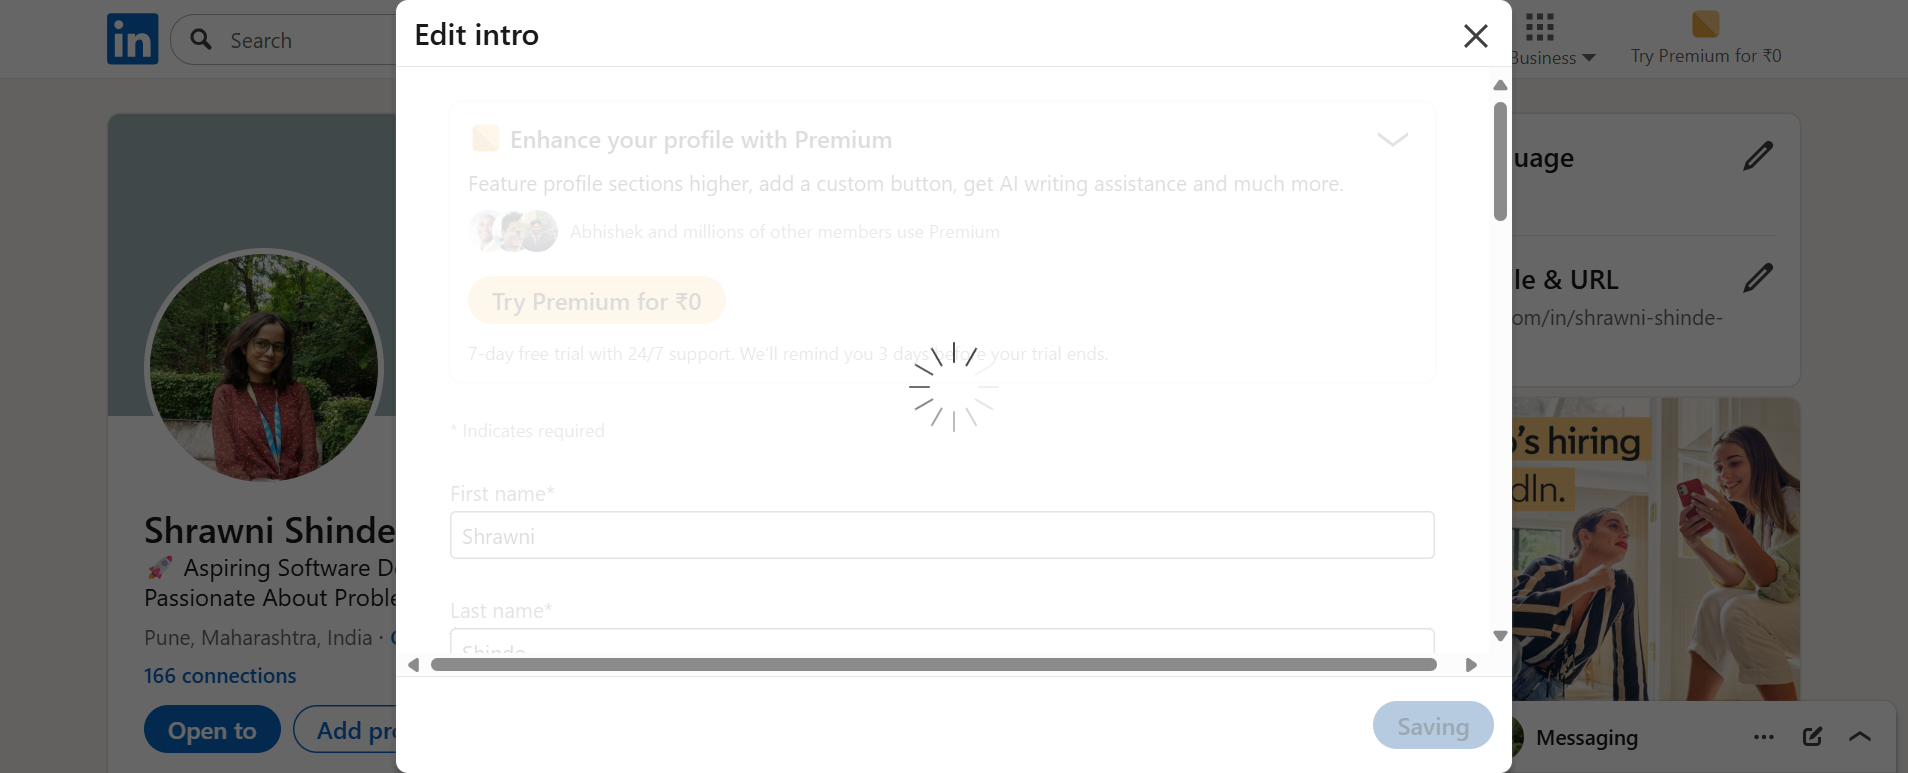 in
Search
Business
Try Premium for ₹0
Edit intro
Enhance your profile with Premium
Feature profile sections higher, add a custom button, get AI writing assistance and much more.
Abhishek and millions of other members use Premium
Try Premium for ₹0
7-day free trial with 24/7 support. We'll remind you 3 days before your trial ends.
* Indicates required
First name*
Shrawni
Last name*
Shinde
Saving
Shrawni Shinde
🚀 Aspiring Software D
Passionate About Proble
Pune, Maharashtra, India ·
166 connections
Open to
Add pro
uage
le & URL
om/in/shrawni-shinde-
's hiring
dIn.
Messaging